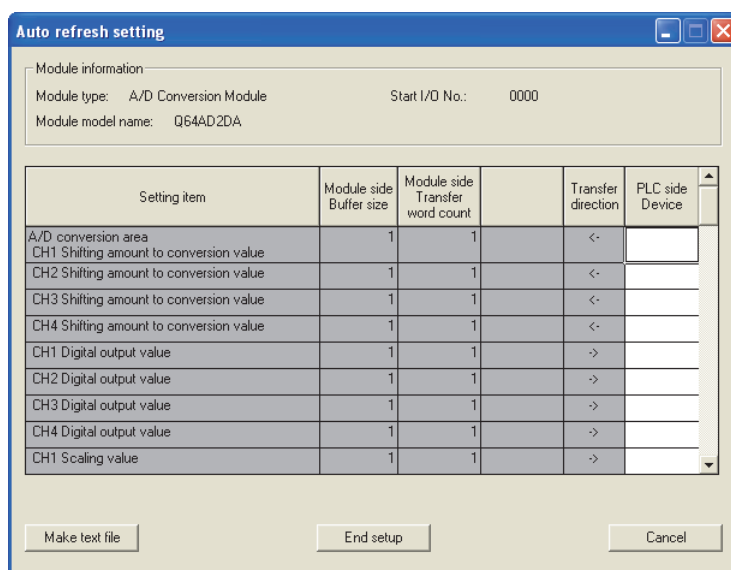 Auto refresh setting
Module information
Module type: A/D Conversion Module Start I/O No.: 0000
Module model name: Q64AD2DA
Setting item Module side Buffer size Module side Transfer word count Transfer direction PLC side Device
A/D conversion area
CH1 Shifting amount to conversion value 1 1 <-
CH2 Shifting amount to conversion value 1 1 <-
CH3 Shifting amount to conversion value 1 1 <-
CH4 Shifting amount to conversion value 1 1 <-
CH1 Digital output value 1 1 ->
CH2 Digital output value 1 1 ->
CH3 Digital output value 1 1 ->
CH4 Digital output value 1 1 ->
CH1 Scaling value 1 1 ->
Make text file End setup Cancel